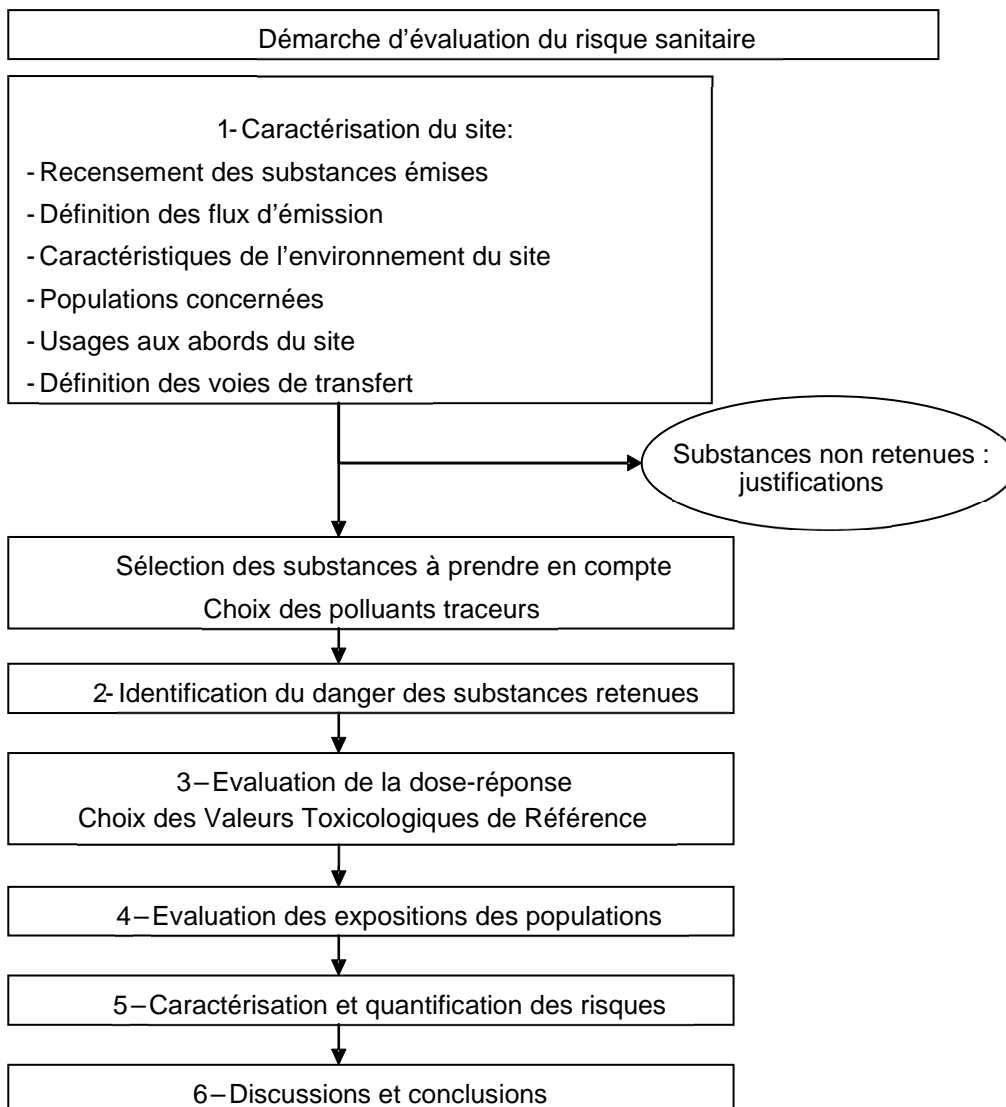 Démarche d’évaluation du risque sanitaire
1- Caractérisation du site:
- Recensement des substances émises
- Définition des flux d’émission
- Caractéristiques de l’environnement du site
- Populations concernées
- Usages aux abords du site
- Définition des voies de transfert
Substances non retenues :
justifications
Sélection des substances à prendre en compte
Choix des polluants traceurs
2- Identification du danger des substances retenues
3– Evaluation de la dose-réponse
Choix des Valeurs Toxicologiques de Référence
4– Evaluation des expositions des populations
5– Caractérisation et quantification des risques
6– Discussions et conclusions